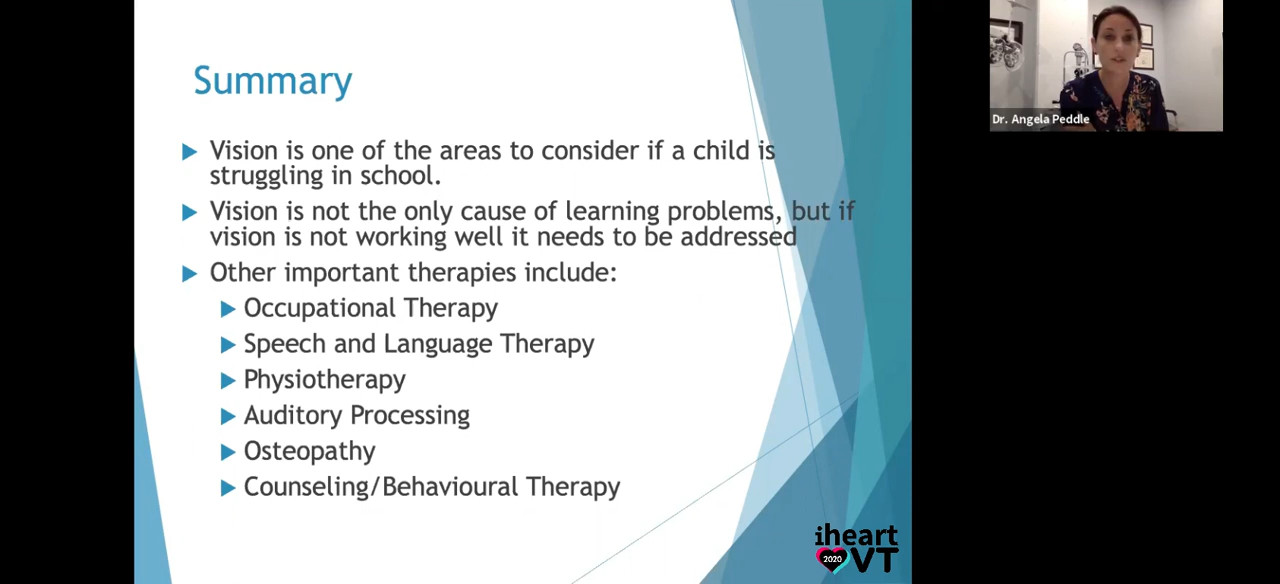 Summary
Vision is one of the areas to consider if a child is
struggling in school.
Vision is not the only cause of learning problems, but if
vision is not working well it needs to be addressed
Other important therapies include:
Occupational Therapy
Speech and Language Therapy
Physiotherapy
Auditory Processing
Osteopathy
Counseling/Behavioural Therapy
iheart
2020 VT
Dr. Angela Peddle